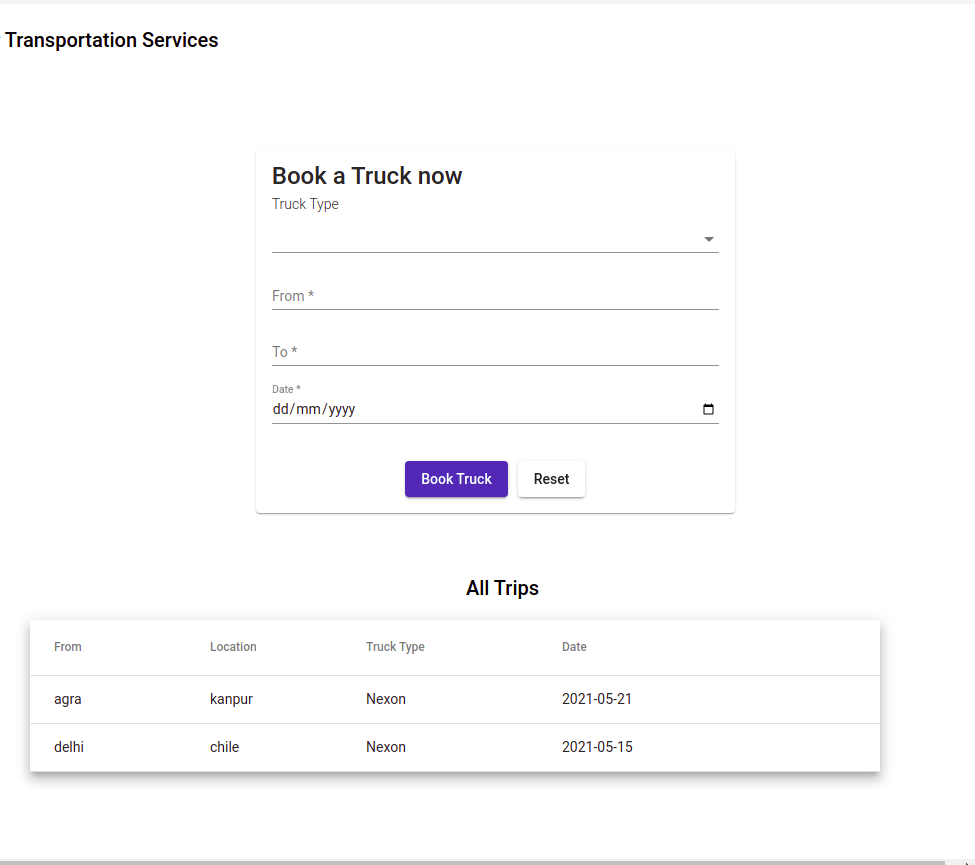 Transportation Services
Book a Truck now
Truck Type
From *
To *
Date *
dd/mm/yyyy
Book Truck Reset
All Trips
From Location Truck Type Date
agra kanpur Nexon 2021-05-21
delhi chile Nexon 2021-05-15